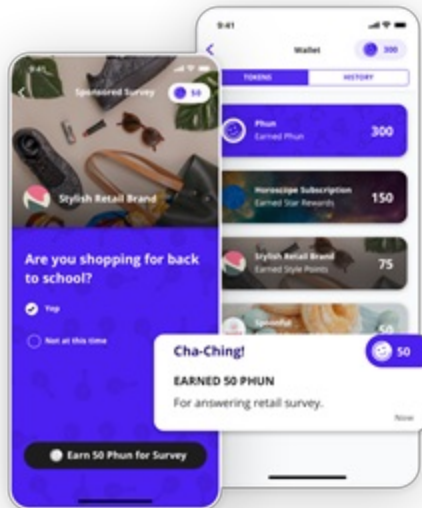 9:41
Sponsored Survey
50
Stylish Retail Brand
Are you shopping for back
to school?
Yep
Not at this time
Earn 50 Phun for Survey
9:41
Wallet
300
TOKENS
HISTORY
Phun
Earned Phun
300
Horoscope Subscription
Earned Star Rewards
150
Stylish Retail Brand
Earned Style Points
75
Spoonful
50
Cha-Ching!
50
EARNED 50 PHUN
For answering retail survey.
Now